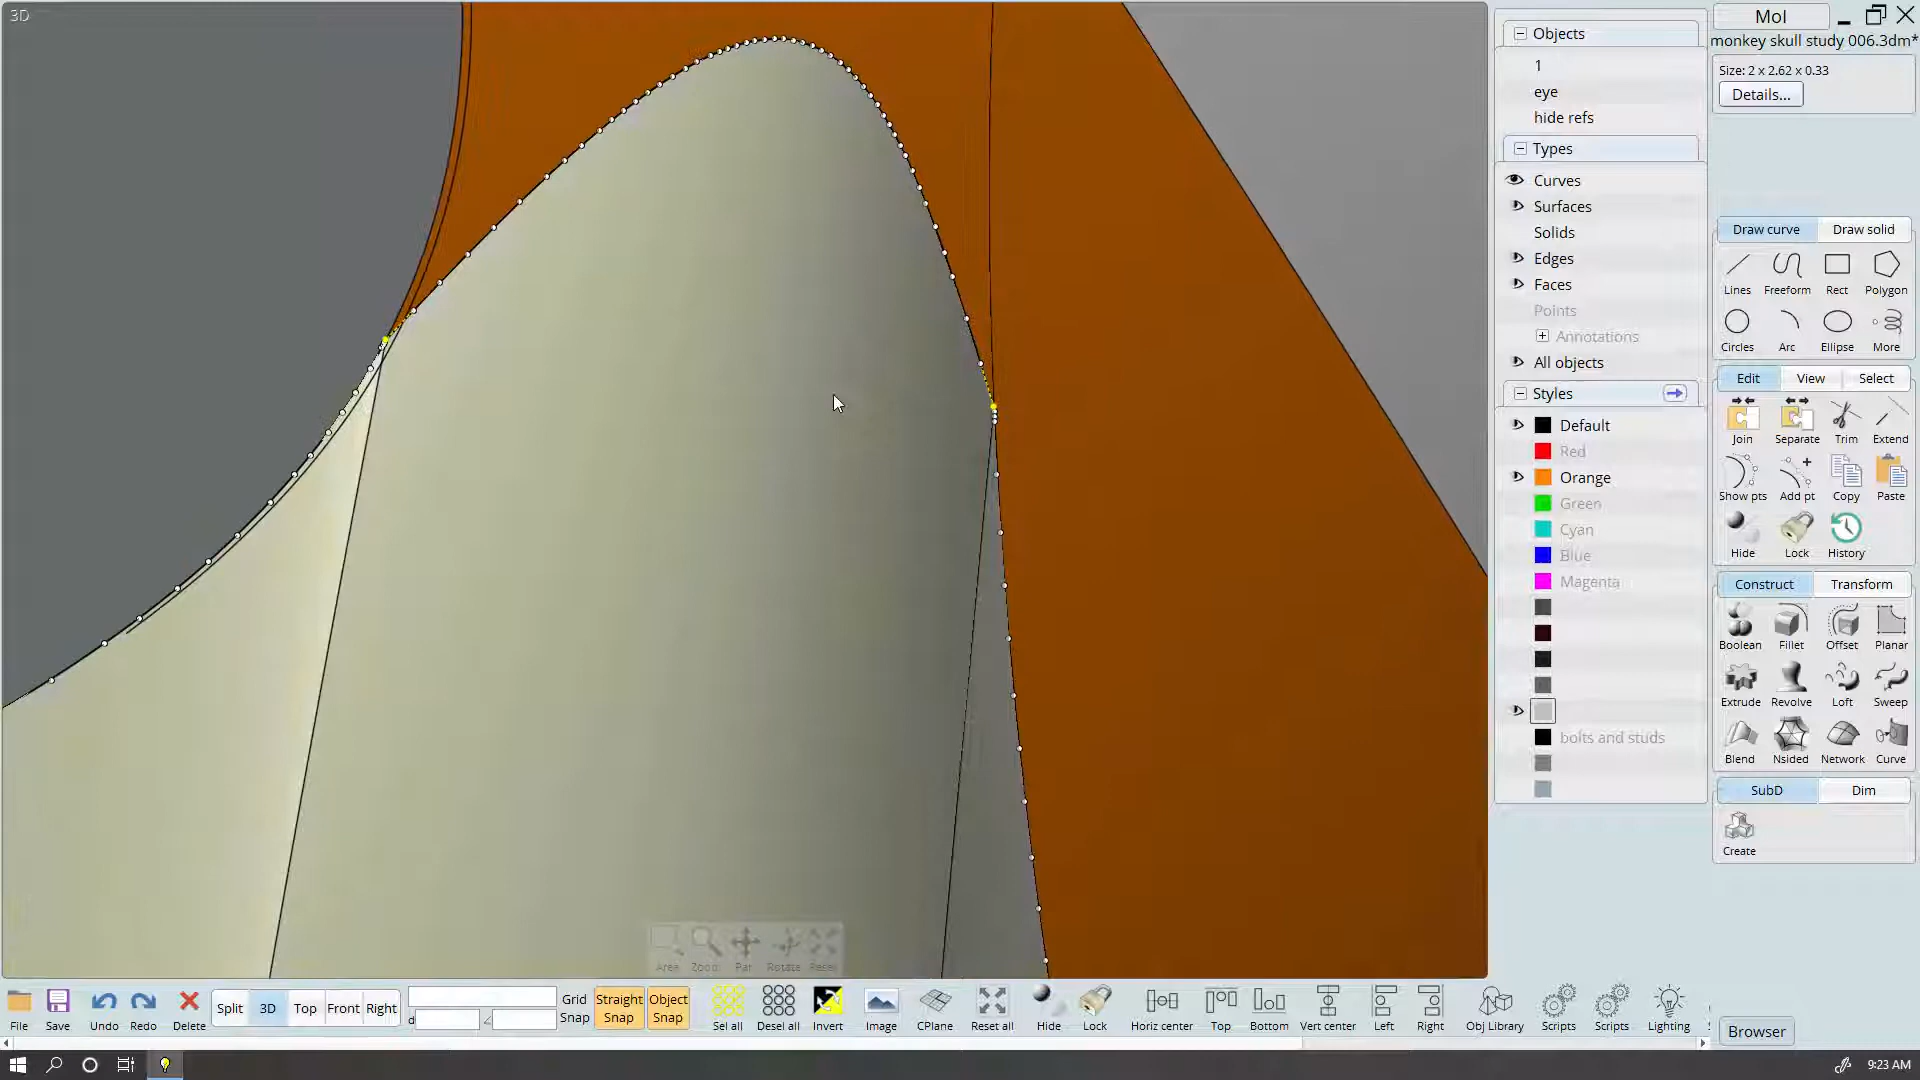 3D
Objects
1
eye
hide refs
Types
Curves
Surfaces
Solids
Edges
Faces
Points
Annotations
All objects
Styles
Default
Red
Orange
Green
Cyan
Blue
Magenta
bolts and studs
MoI
monkey skull study 006.3dm*
Size: 2 x 2.62 x 0.33
Details...
Draw curve Draw solid
Lines Freeform Rect Polygon
Circles Arc Ellipse More
Edit View Select
Join Separate Trim Extend
Show pts Add pt Copy Paste
Hide Lock History
Construct Transform
Boolean Fillet Offset Planar
Extrude Revolve Loft Sweep
Blend Nsided Network Curve
SubD Dim
Create
Area Zoom Pan Rotate Reset
File Save Undo Redo Delete
Split 3D Top Front Right
d
Grid Snap
Straight Snap
Object Snap
Sel all Desel all Invert Image CPlane Reset all Hide Lock Horiz center Top Bottom Vert center Left Right Obj Library Scripts Scripts Lighting
Browser
9:23 AM